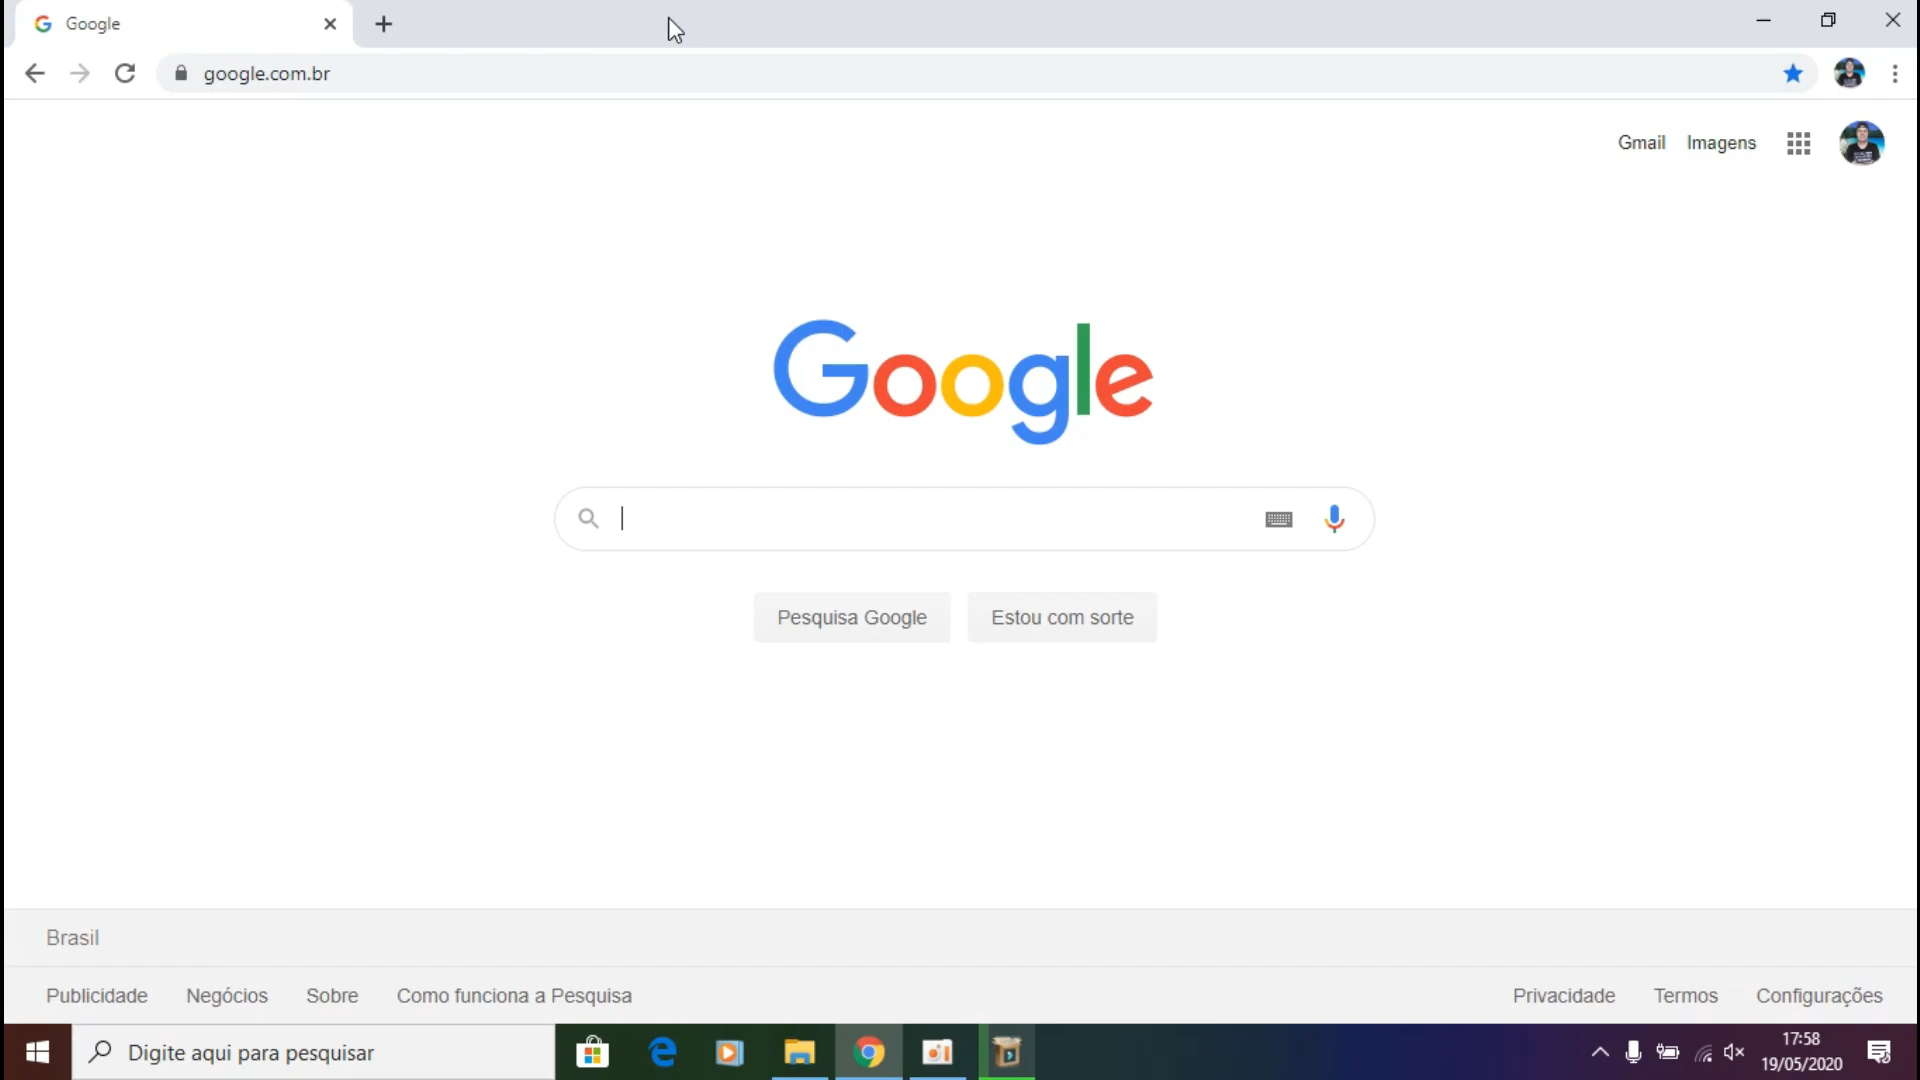 Google
google.com.br
Gmail Imagens
Google
Pesquisa Google Estou com sorte
Brasil
Publicidade Negócios Sobre Como funciona a Pesquisa Privacidade Termos Configurações
Digite aqui para pesquisar
17:58
19/05/2020